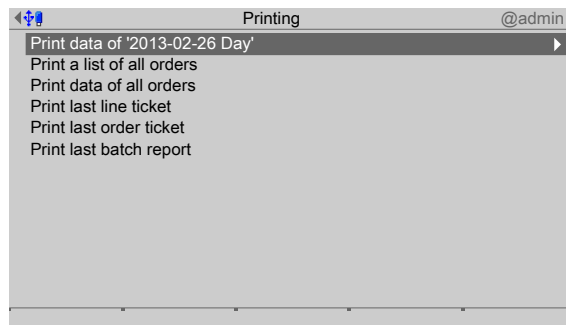 Printing @admin
Print data of '2013-02-26 Day'
Print a list of all orders
Print data of all orders
Print last line ticket
Print last order ticket
Print last batch report